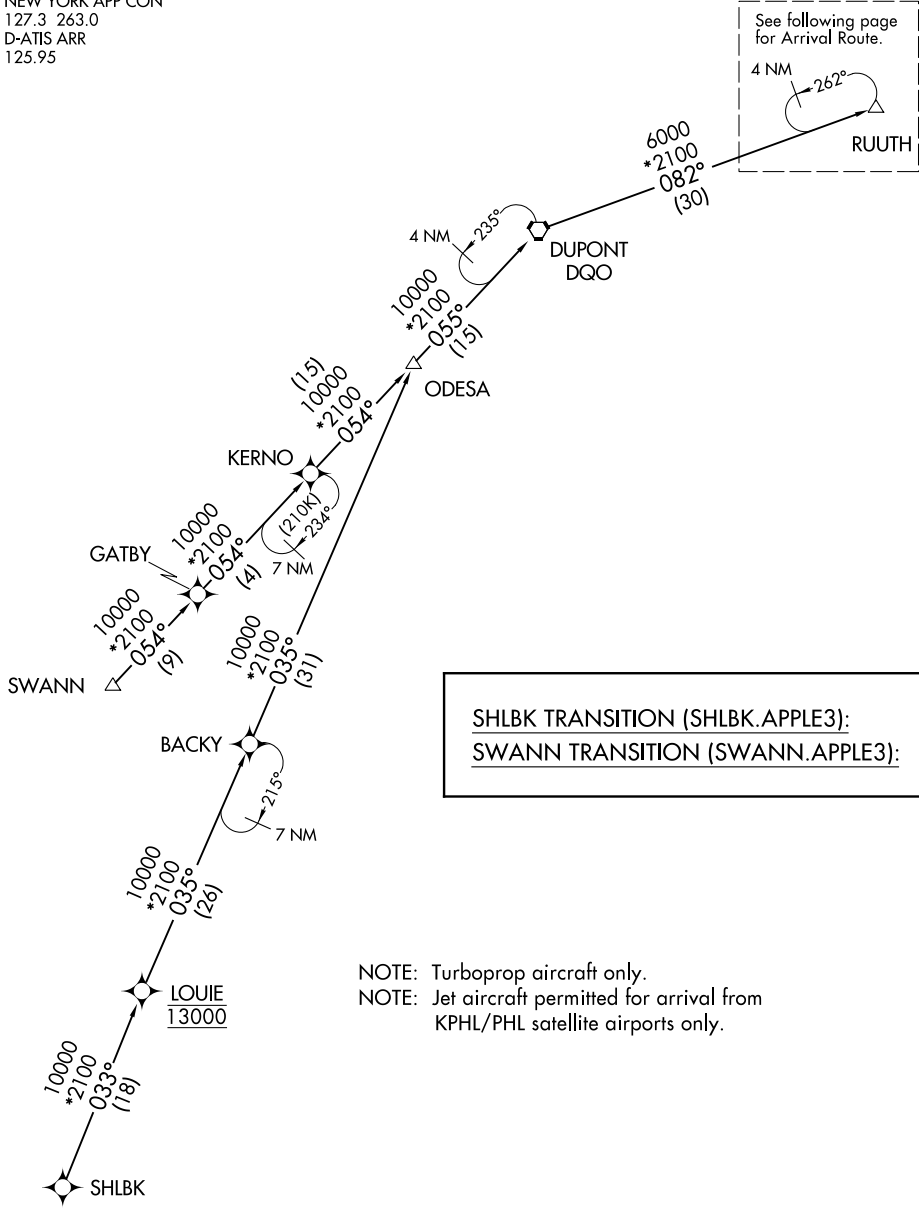 NEW YORK APP CON
127.3 263.0
D-ATIS ARR
125.95
See following page
for Arrival Route.
4 NM
262°
RUUTH
6000
*2100
082°
(30)
235°
4 NM
DUPONT
DQO
10000
*2100
055°
(15)
ODESA
(15)
10000
*2100
054°
KERNO
(210K)
234°
7 NM
10000
*2100
054°
(4)
GATBY
10000
*2100
054°
(9)
SWANN
10000
*2100
035°
(31)
SHLBK TRANSITION (SHLBK.APPLE3):
SWANN TRANSITION (SWANN.APPLE3):
BACKY
215°
7 NM
10000
*2100
035°
(26)
NOTE: Turboprop aircraft only.
NOTE: Jet aircraft permitted for arrival from
KPHL/PHL satellite airports only.
LOUIE
13000
10000
*2100
033°
(18)
SHLBK